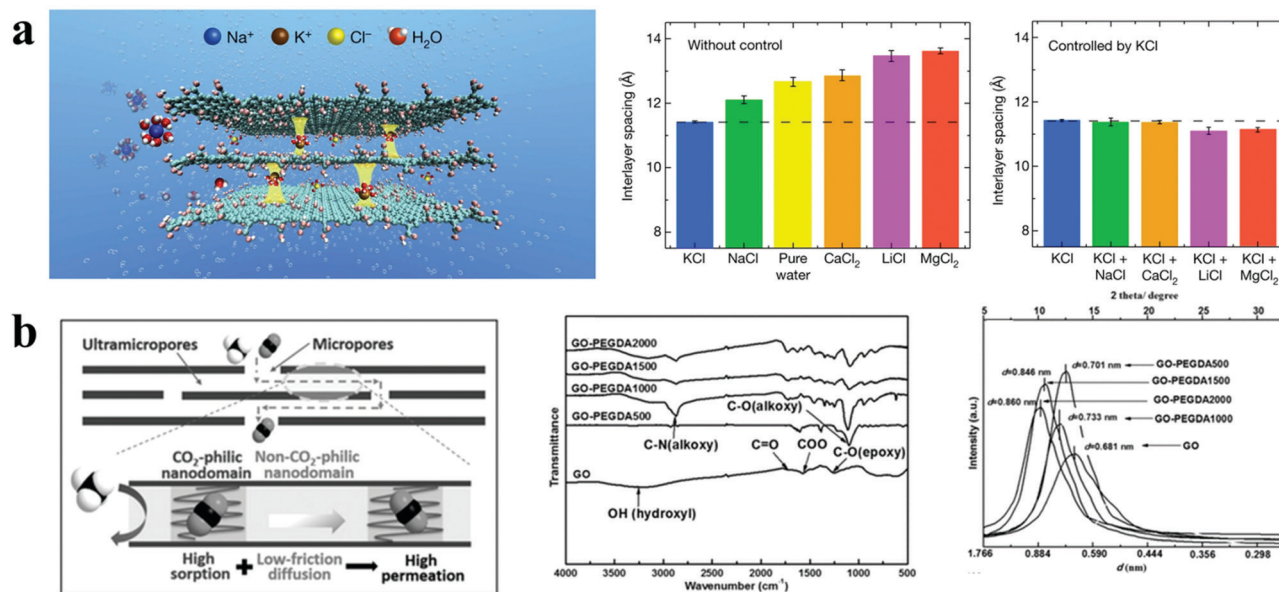 a
Na⁺
K⁺
Cl⁻
H₂O
Without control
Interlayer spacing (Å)
14
12
10
8
KCl
NaCl
Pure
water
CaCl₂
LiCl
MgCl₂
Controlled by KCl
Interlayer spacing (Å)
14
12
10
8
KCl
KCl +
NaCl
KCl +
CaCl₂
KCl +
LiCl
KCl +
MgCl₂
b
Ultramicropores
Micropores
CO₂-philic
nanodomain
Non-CO₂-philic
nanodomain
High
sorption
+
Low-friction
diffusion
High
permeation
Transmittance
GO-PEGDA2000
GO-PEGDA1500
GO-PEGDA1000
GO-PEGDA500
GO
C-N(alkoxy)
C-O(alkoxy)
C=O
COO
C-O(epoxy)
OH (hydroxyl)
4000 3500 3000 2500 2000 1500 1000 500
Wavenumber (cm⁻¹)
2 theta/ degree
5 10 15 20 25 30
Intensity (a.u.)
d=0.701 nm
GO-PEGDA500
d=0.846 nm
GO-PEGDA1500
d=0.860 nm
GO-PEGDA2000
d=0.733 nm
GO-PEGDA1000
d=0.681 nm
GO
1.766 0.884 0.590 0.444 0.356 0.298
d (nm)